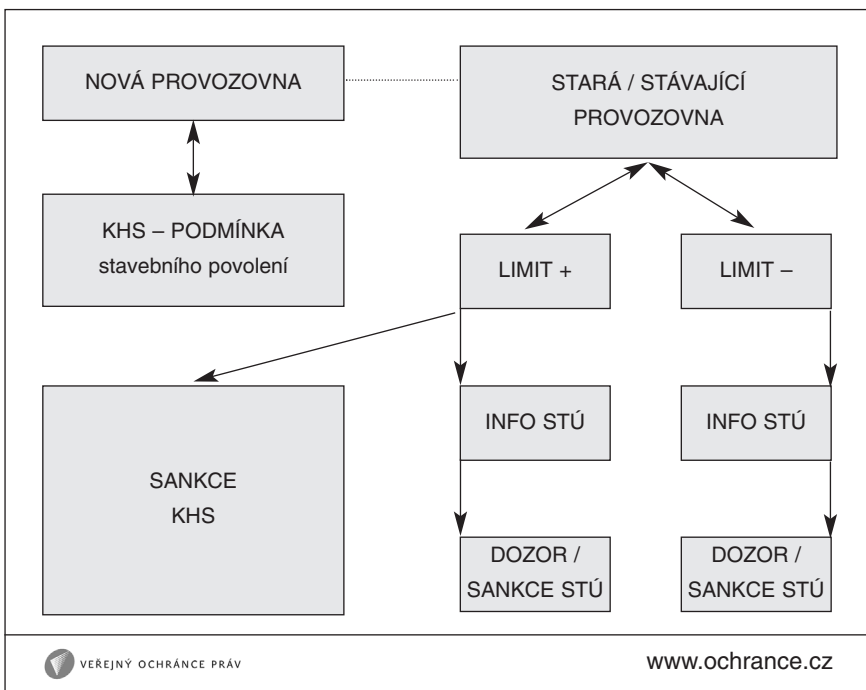 NOVÁ PROVOZOVNA
STARÁ / STÁVAJÍCÍ
PROVOZOVNA
KHS – PODMÍNKA
stavebního povolení
LIMIT +
LIMIT –
SANKCE
KHS
INFO STÚ
INFO STÚ
DOZOR /
SANKCE STÚ
DOZOR /
SANKCE STÚ
VEŘEJNÝ OCHRÁNCE PRÁV
www.ochrance.cz